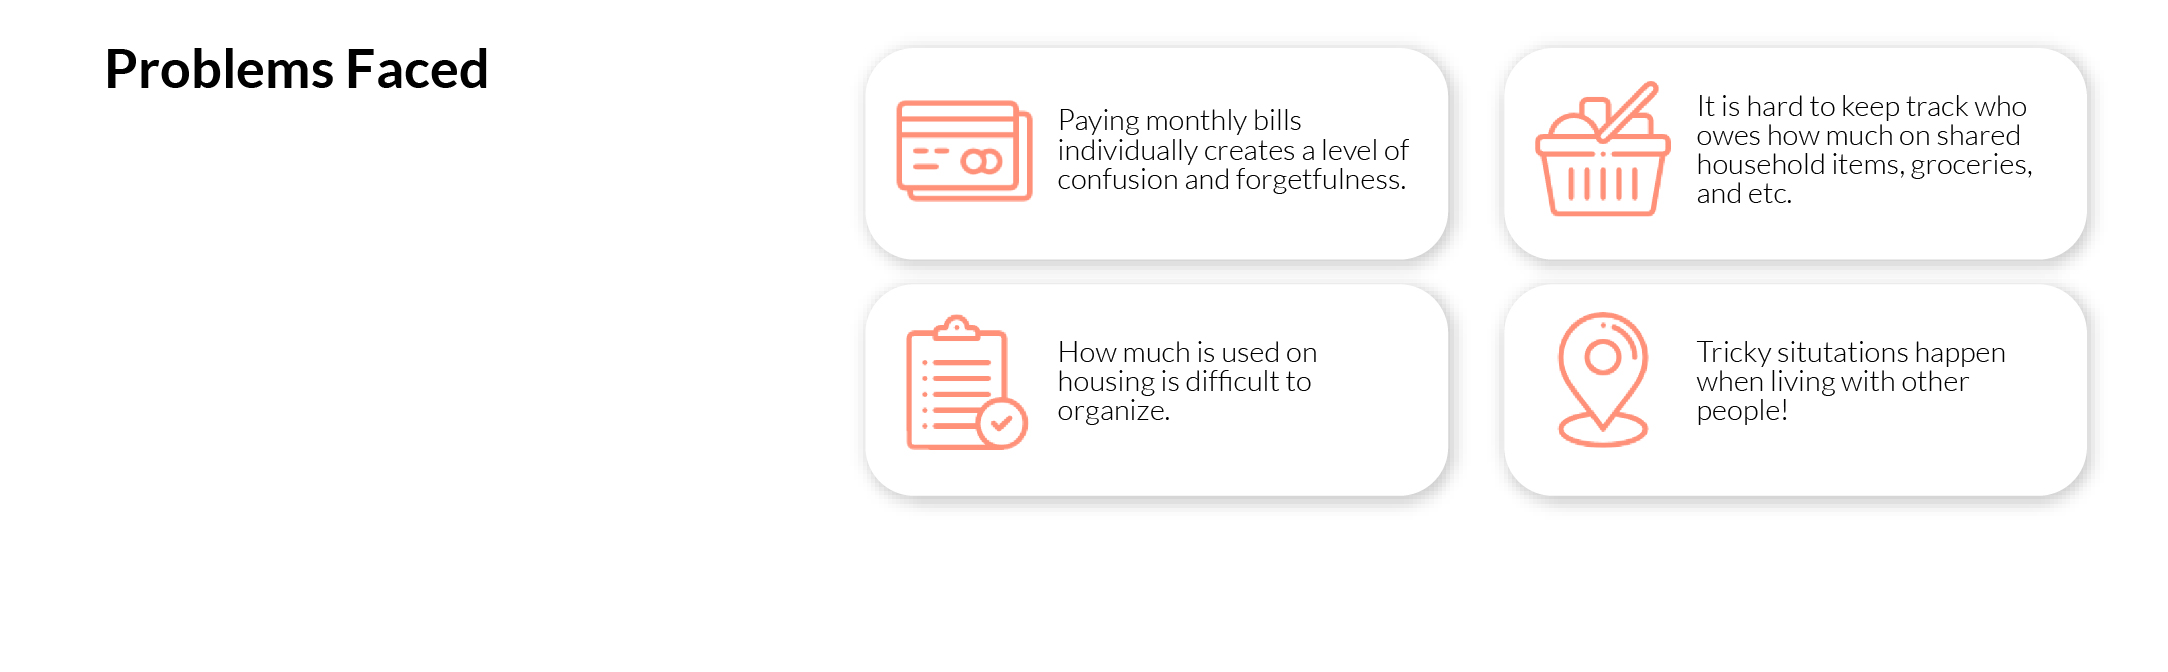 Problems Faced
Paying monthly bills
individually creates a level of
confusion and forgetfulness.
It is hard to keep track who
owes how much on shared
household items, groceries,
and etc.
How much is used on
housing is difficult to
organize.
Tricky situtations happen
when living with other
people!